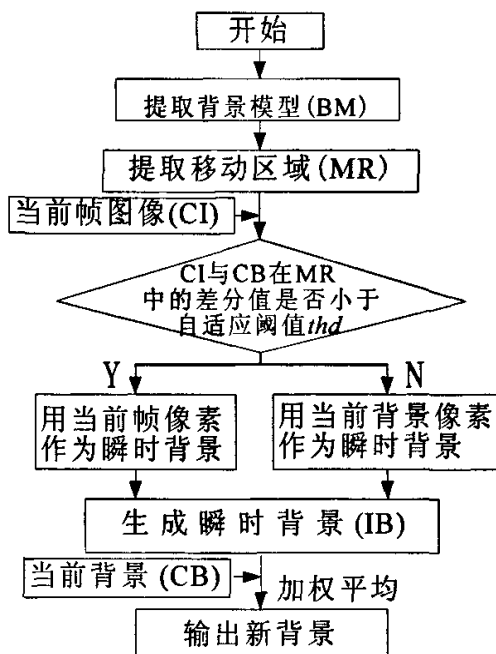 开始
提取背景模型(BM)
提取移动区域(MR)
当前帧图像(CI)
CI与CB在MR
中的差分值是否小于
自适应阈值thd
Y
N
用当前帧像素
作为瞬时背景
用当前背景像素
作为瞬时背景
生成瞬时背景(IB)
当前背景(CB)
加权平均
输出新背景